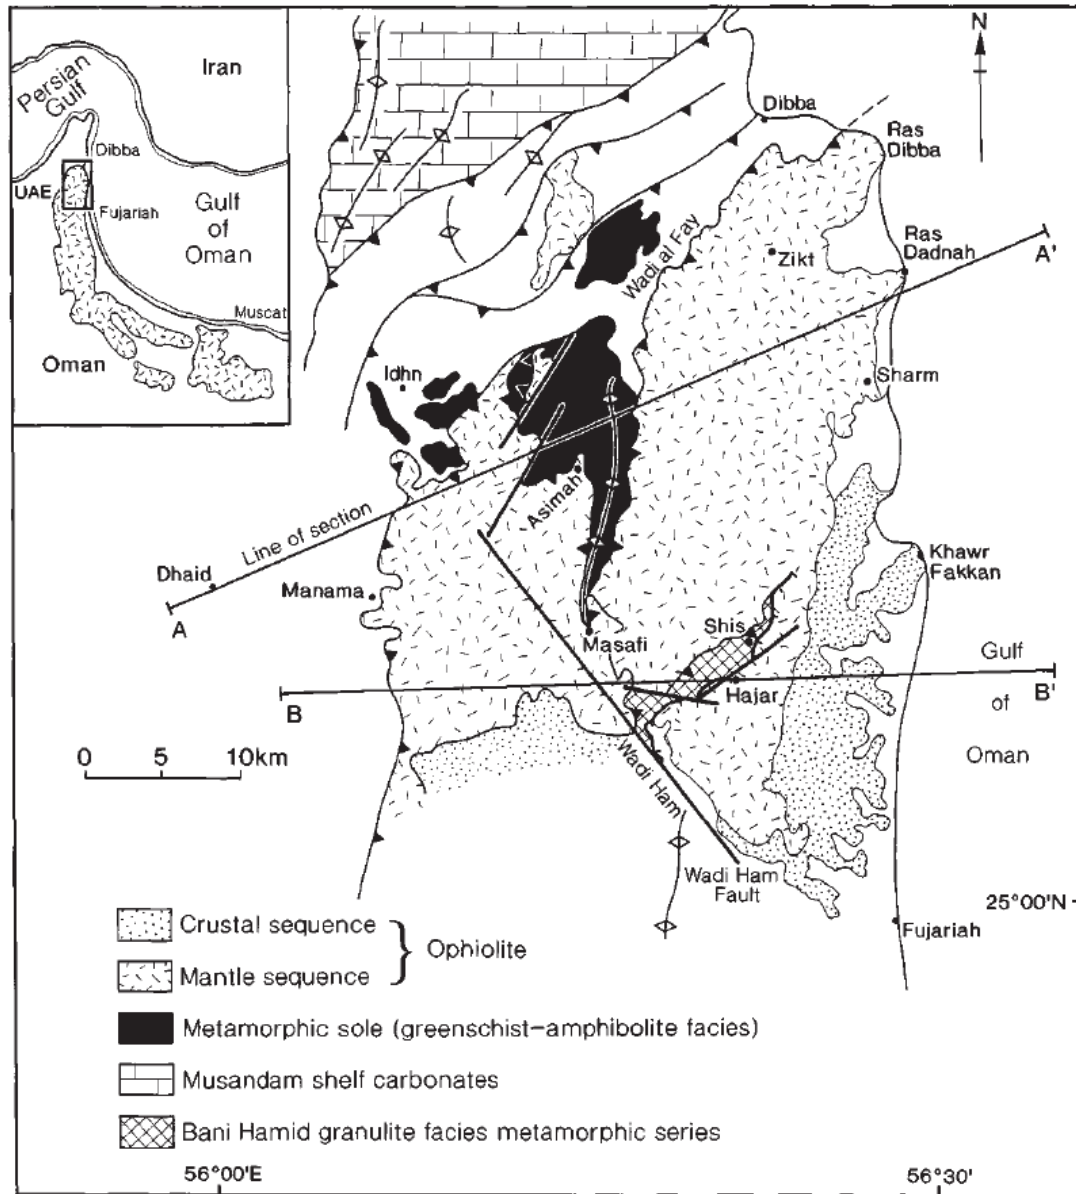 Persian
Gulf
Iran
Dibba
UAE
Fujariah
Gulf
of
Oman
Muscat
Oman
N
Dibba
Ras
Dibba
Wadi al Fay
Zikt
Ras
Dadnah
A'
Idhn
Sharm
Asimah
Line of section
Dhaid
A
Manama
Khawr
Fakkan
Shis
Masafi
Hajar
Gulf
of
Oman
B
B'
0 5 10km
Wadi Ham
Wadi Ham
Fault
25°00'N
Fujariah
Crustal sequence
Mantle sequence
Ophiolite
Metamorphic sole (greenschist-amphibolite facies)
Musandam shelf carbonates
Bani Hamid granulite facies metamorphic series
56°00'E
56°30'